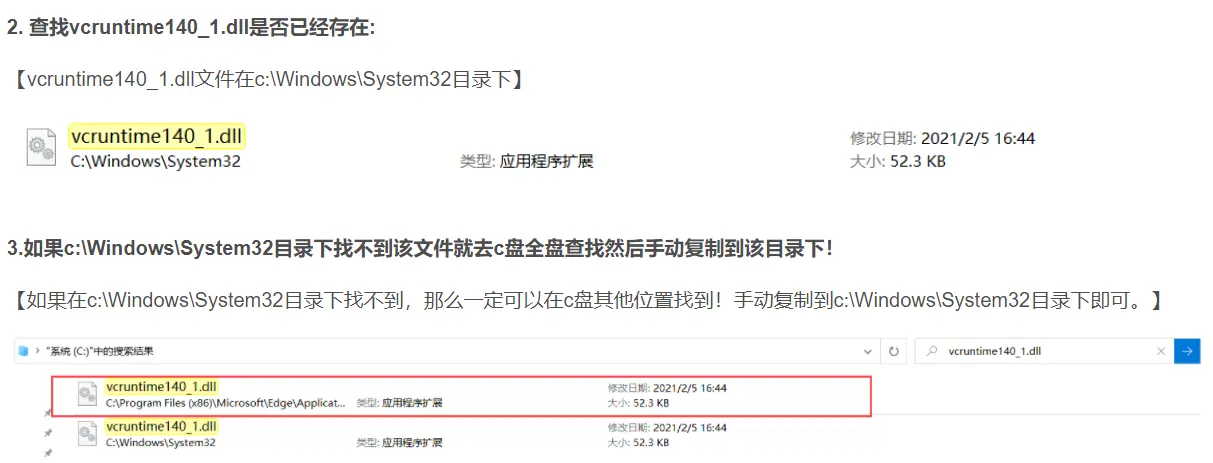 2. 查找vcruntime140_1.dll是否已经存在:
【vcruntime140_1.dll文件在c:\Windows\System32目录下】
vcruntime140_1.dll
修改日期: 2021/2/5 16:44
C:\Windows\System32
类型: 应用程序扩展
大小: 52.3 KB
3.如果c:\Windows\System32目录下找不到该文件就去c盘全盘查找然后手动复制到该目录下！
【如果在c:\Windows\System32目录下找不到，那么一定可以在c盘其他位置找到！手动复制到c:\Windows\System32目录下即可。】
"系统 (C:)"中的搜索结果
vcruntime140_1.dll
vcruntime140_1.dll
修改日期: 2021/2/5 16:44
C:\Program Files (x86)\Microsoft\Edge\Applicat...
类型: 应用程序扩展
大小: 52.3 KB
vcruntime140_1.dll
修改日期: 2021/2/5 16:44
C:\Windows\System32
类型: 应用程序扩展
大小: 52.3 KB